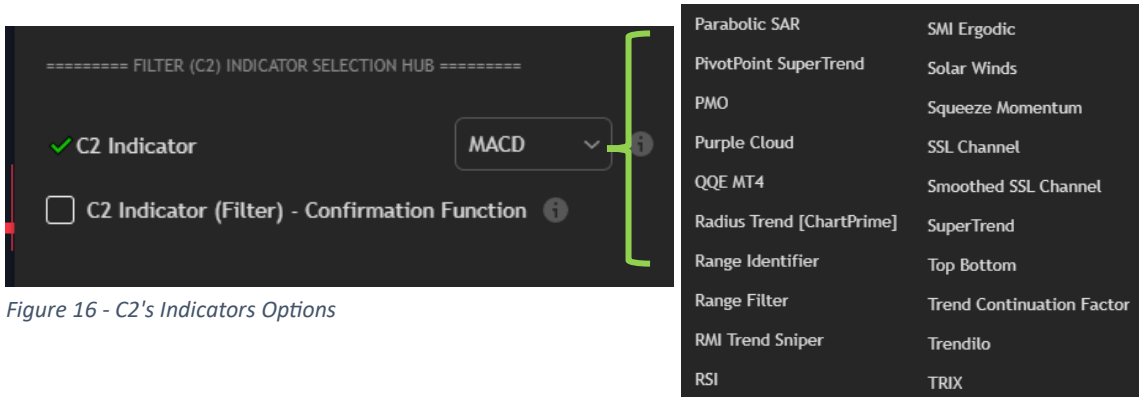 ========= FILTER (C2) INDICATOR SELECTION HUB =========
C2 Indicator
MACD
C2 Indicator (Filter) - Confirmation Function
Figure 16 - C2's Indicators Options
Parabolic SAR
PivotPoint SuperTrend
PMO
Purple Cloud
QQE MT4
Radius Trend [ChartPrime]
Range Identifier
Range Filter
RMI Trend Sniper
RSI
SMI Ergodic
Solar Winds
Squeeze Momentum
SSL Channel
Smoothed SSL Channel
SuperTrend
Top Bottom
Trend Continuation Factor
Trendilo
TRIX